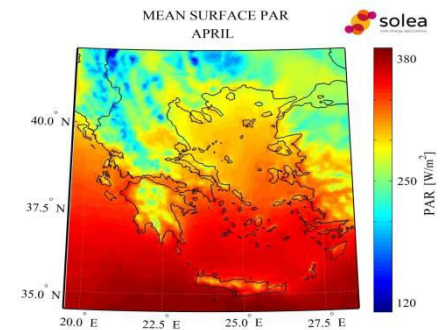 MEAN SURFACE PAR
APRIL
solea
solar energy applications
380
250
120
PAR [W/m²]
40.0° N
37.5° N
35.0° N
20.0° E
22.5° E
25.0° E
27.5° E